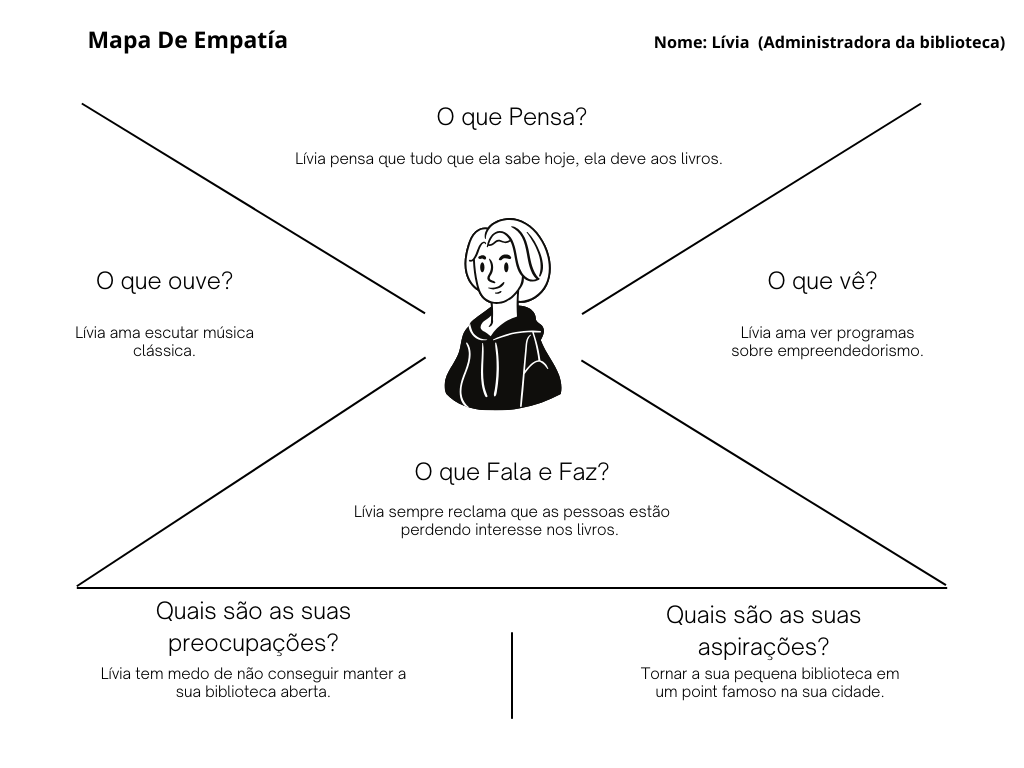 Mapa De Empatía
Nome: Lívia  (Administradora da biblioteca)
O que Pensa?
Lívia pensa que tudo que ela sabe hoje, ela deve aos livros.
O que ouve?
Lívia ama escutar música
clássica.
O que vê?
Lívia ama ver programas
sobre empreendedorismo.
O que Fala e Faz?
Lívia sempre reclama que as pessoas estão
perdendo interesse nos livros.
Quais são as suas
preocupações?
Lívia tem medo de não conseguir manter a
sua biblioteca aberta.
Quais são as suas
aspirações?
Tornar a sua pequena biblioteca em
um point famoso na sua cidade.